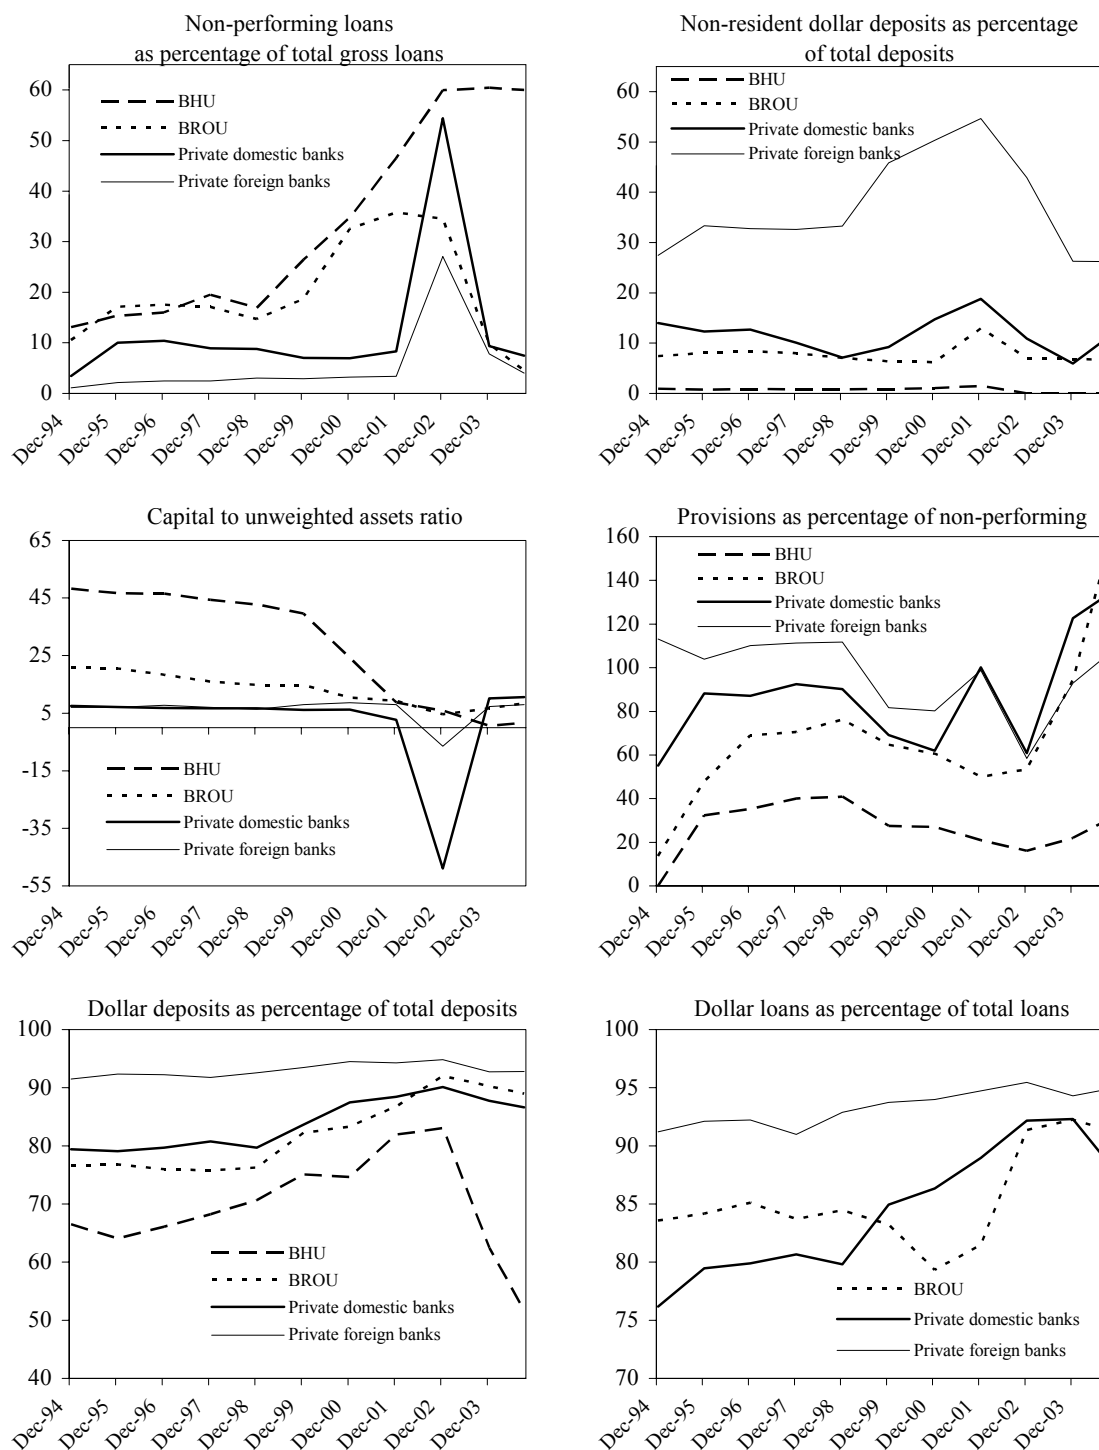 Non-performing loans
as percentage of total gross loans
60
50
40
30
20
10
0
BHU
BROU
Private domestic banks
Private foreign banks
Dec-94
Dec-95
Dec-96
Dec-97
Dec-98
Dec-99
Dec-00
Dec-01
Dec-02
Dec-03
Non-resident dollar deposits as percentage
of total deposits
60
50
40
30
20
10
0
BHU
BROU
Private domestic banks
Private foreign banks
Dec-94
Dec-95
Dec-96
Dec-97
Dec-98
Dec-99
Dec-00
Dec-01
Dec-02
Dec-03
Capital to unweighted assets ratio
65
45
25
5
-15
-35
-55
BHU
BROU
Private domestic banks
Private foreign banks
Dec-94
Dec-95
Dec-96
Dec-97
Dec-98
Dec-99
Dec-00
Dec-01
Dec-02
Dec-03
Provisions as percentage of non-performing
160
140
120
100
80
60
40
20
0
BHU
BROU
Private domestic banks
Private foreign banks
Dec-94
Dec-95
Dec-96
Dec-97
Dec-98
Dec-99
Dec-00
Dec-01
Dec-02
Dec-03
Dollar deposits as percentage of total deposits
100
90
80
70
60
50
40
BHU
BROU
Private domestic banks
Private foreign banks
Dec-94
Dec-95
Dec-96
Dec-97
Dec-98
Dec-99
Dec-00
Dec-01
Dec-02
Dec-03
Dollar loans as percentage of total loans
100
95
90
85
80
75
70
BROU
Private domestic banks
Private foreign banks
Dec-94
Dec-95
Dec-96
Dec-97
Dec-98
Dec-99
Dec-00
Dec-01
Dec-02
Dec-03